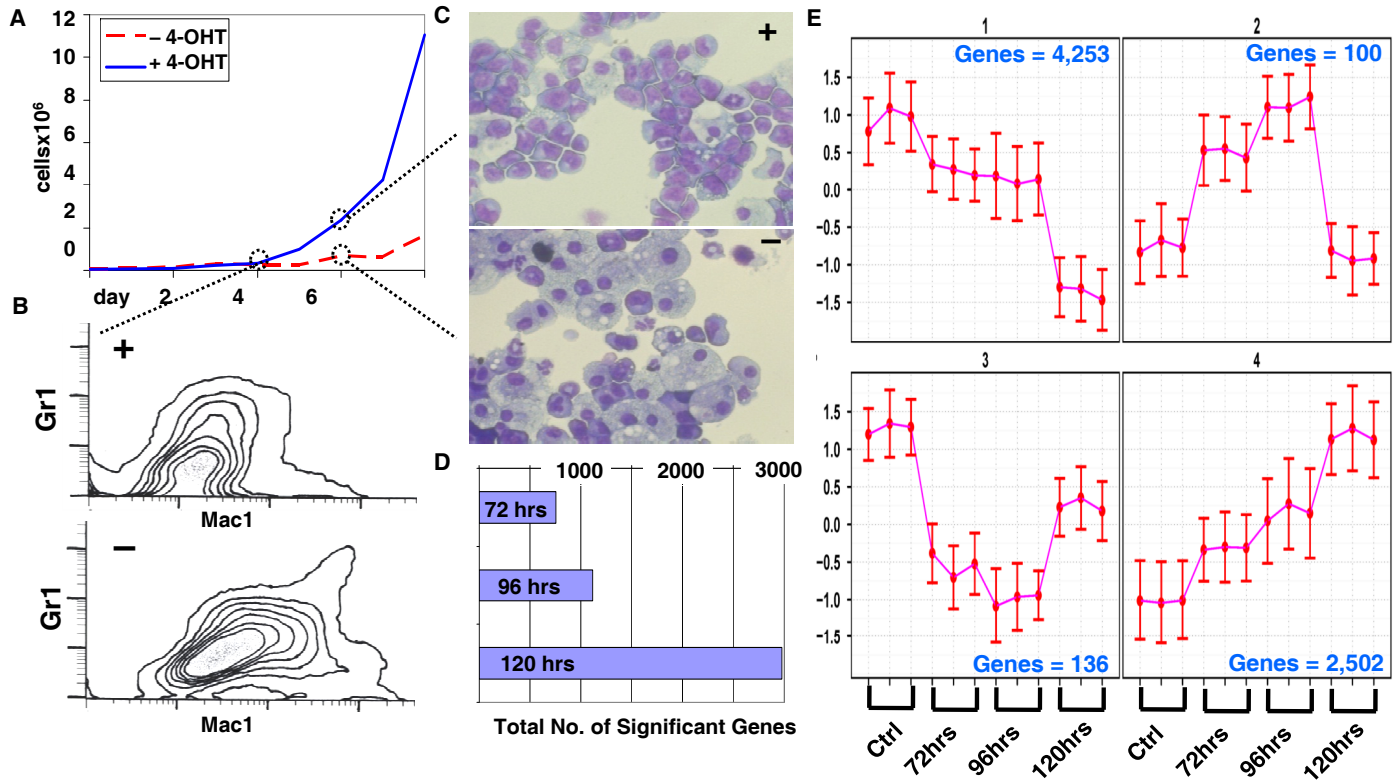 A
12
10
8
6
4
2
0
cellsx10⁶
– 4-OHT
+ 4-OHT
day 2 4 6
B
+
Gr1
Mac1
–
Gr1
Mac1
C
+
–
D
1000 2000 3000
72 hrs
96 hrs
120 hrs
Total No. of Significant Genes
E
1
Genes = 4,253
1.5
1.0
0.5
0.0
−0.5
−1.0
−1.5
2
Genes = 100
3
1.5
1.0
0.5
0.0
−0.5
−1.0
−1.5
Genes = 136
4
Genes = 2,502
Ctrl 72hrs 96hrs 120hrs
Ctrl 72hrs 96hrs 120hrs